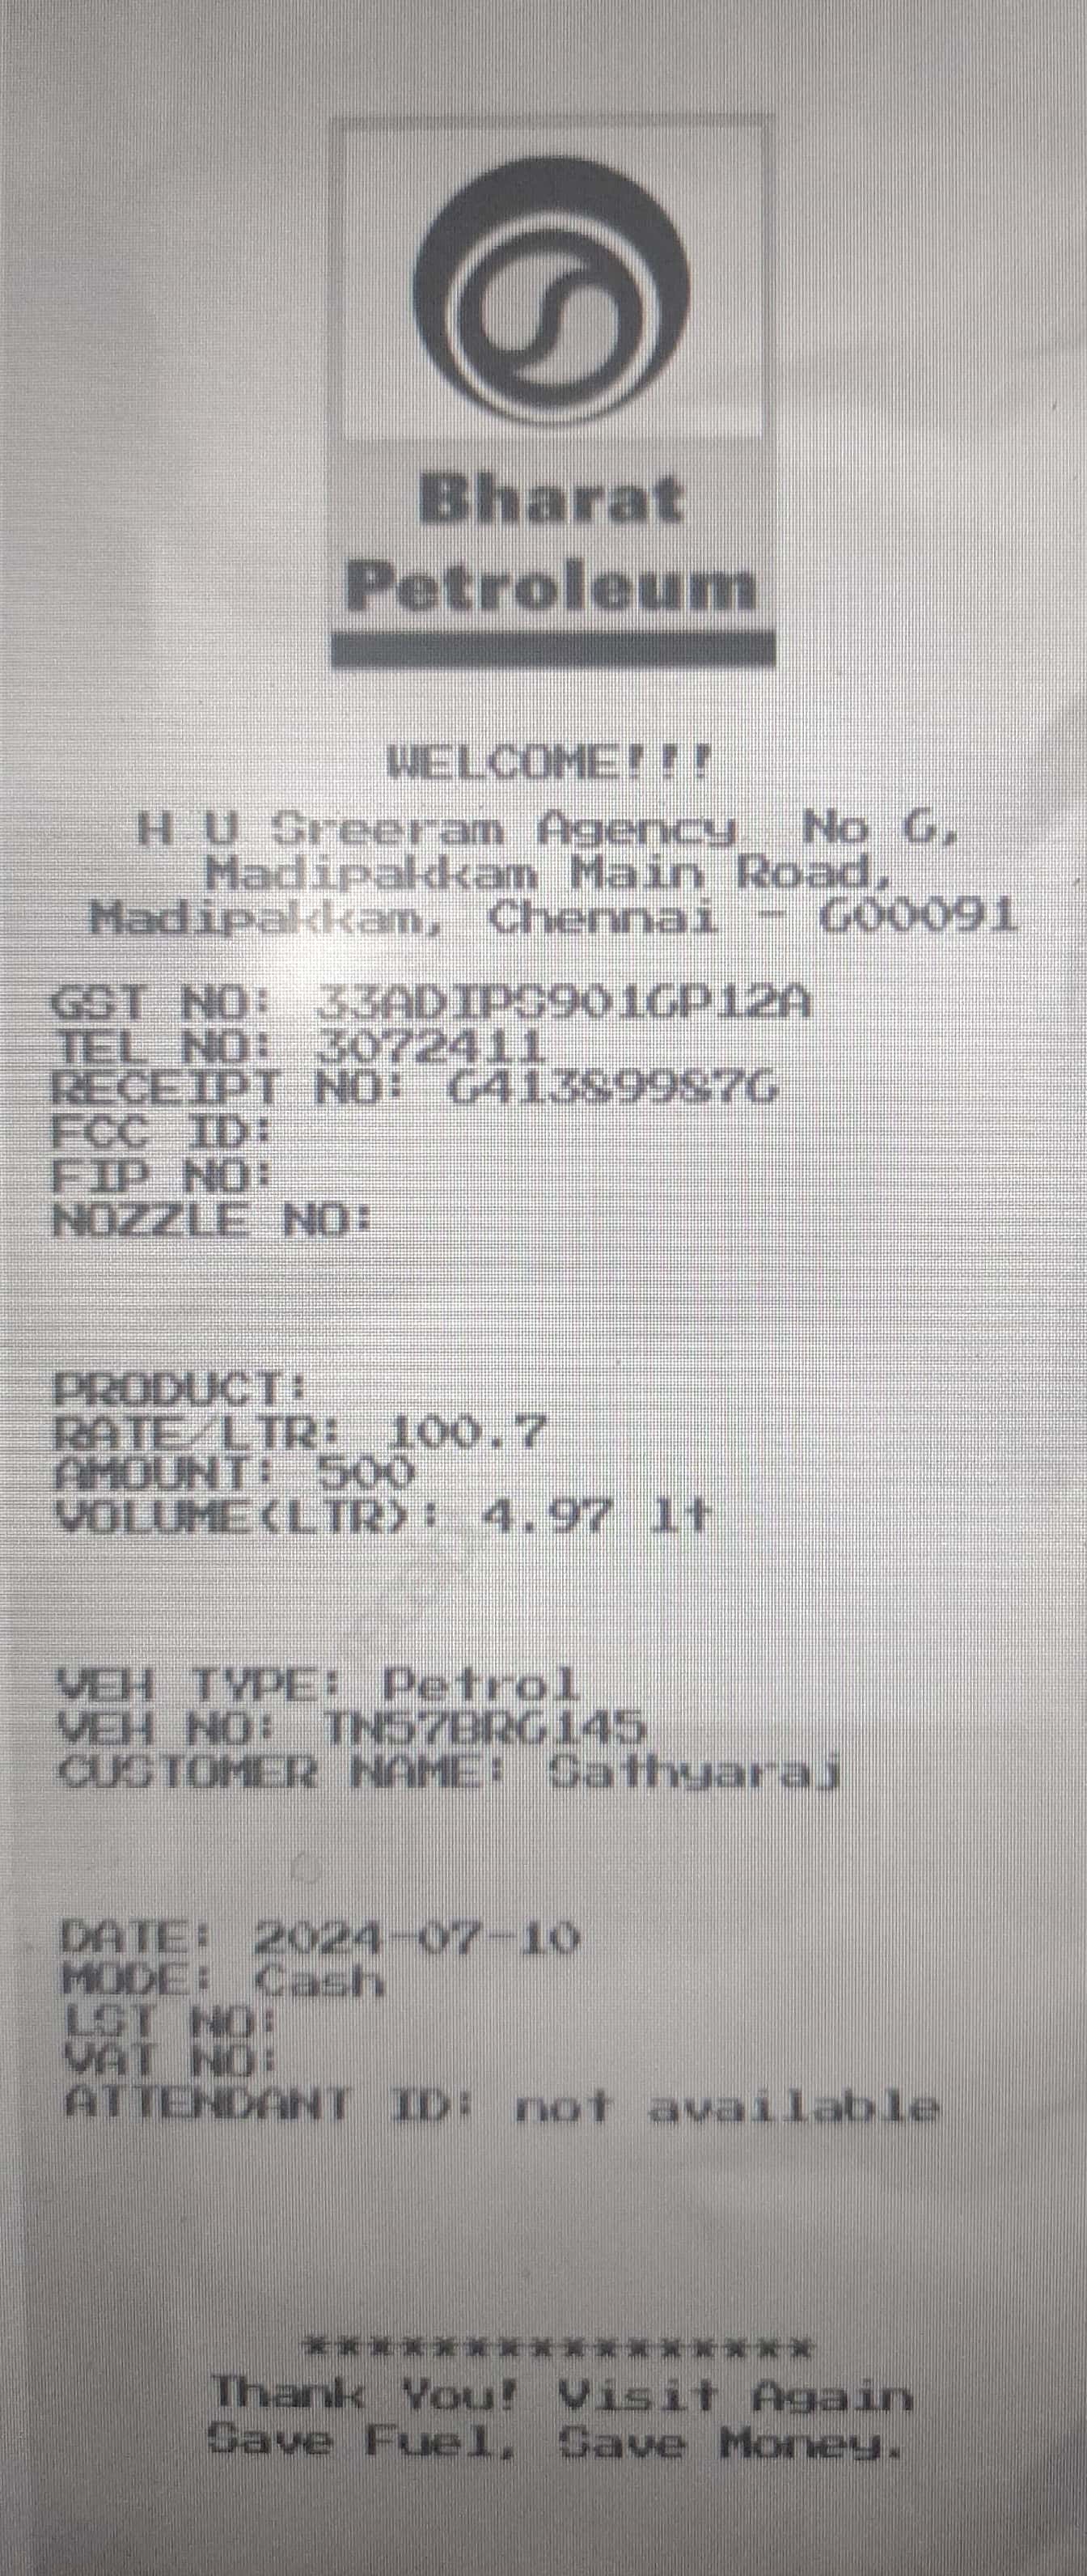 Bharat
Petroleum
WELCOME!!!
H U Sreeram Agency No 6,
Madipakkam Main Road,
Madipakkam, Chennai - 600091
GST NO: 33ADIPS9016P12A
TEL NO: 3072411
RECEIPT NO: 6413899876
FCC ID:
FIP NO:
NOZZLE NO:
PRODUCT:
RATE/LTR: 100.7
AMOUNT: 500
VOLUME(LTR): 4.97 lt
VEH TYPE: Petrol
VEH NO: TN57BR6145
CUSTOMER NAME: Sathyaraj
DATE: 2024-07-10
MODE: Cash
LST NO:
VAT NO:
ATTENDANT ID: not available
****************
Thank You! Visit Again
Save Fuel, Save Money.